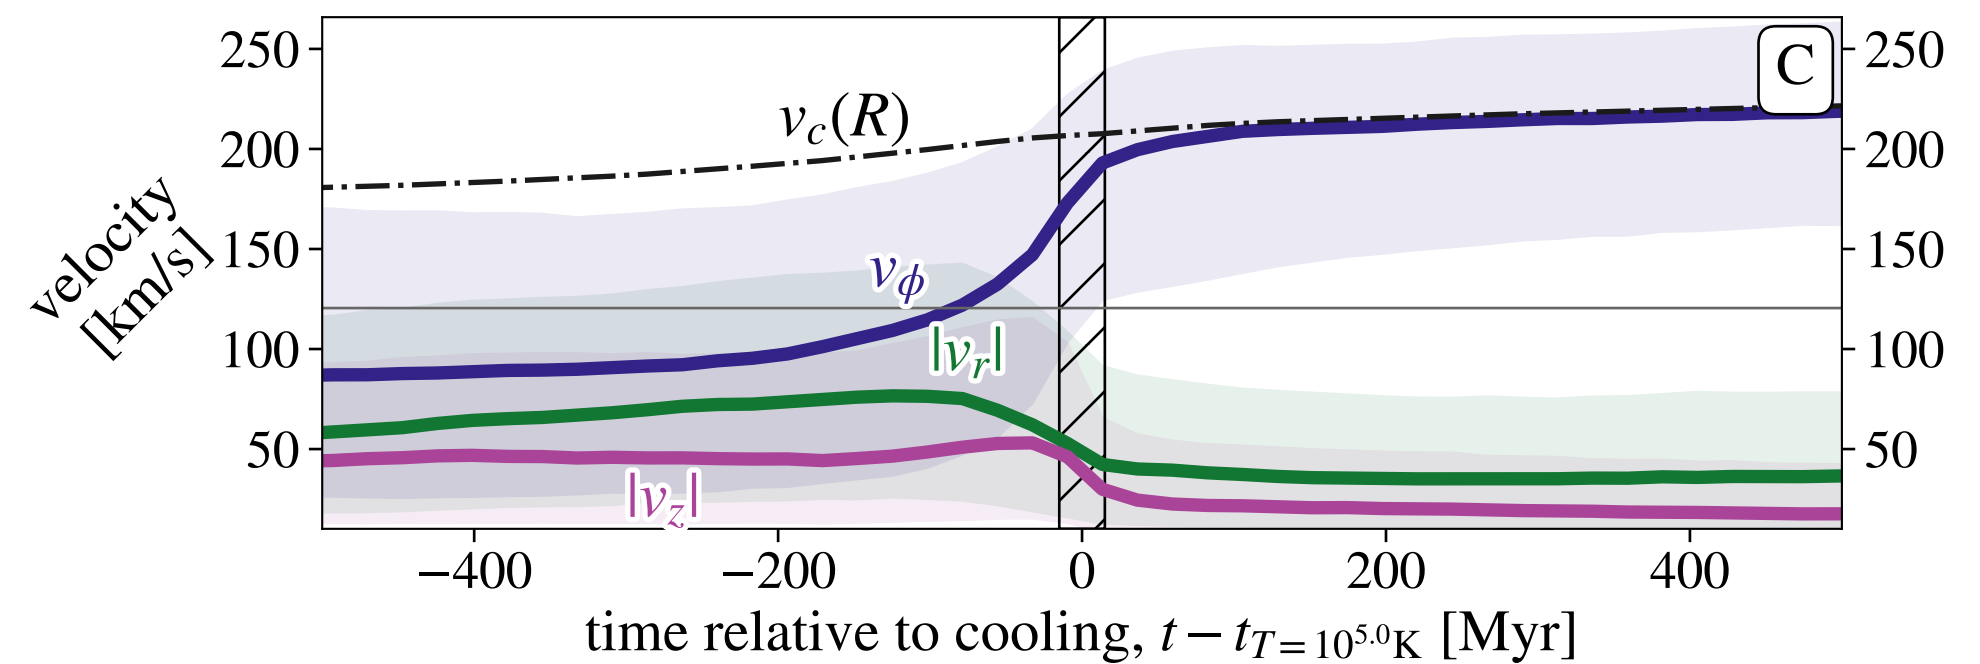 250
200
150
100
50
velocity
[km/s]
v_c(R)
v_ϕ
|v_r|
|v_z|
C
250
200
150
100
50
−400 −200 0 200 400
time relative to cooling, t − t_{T=10^{5.0}K} [Myr]